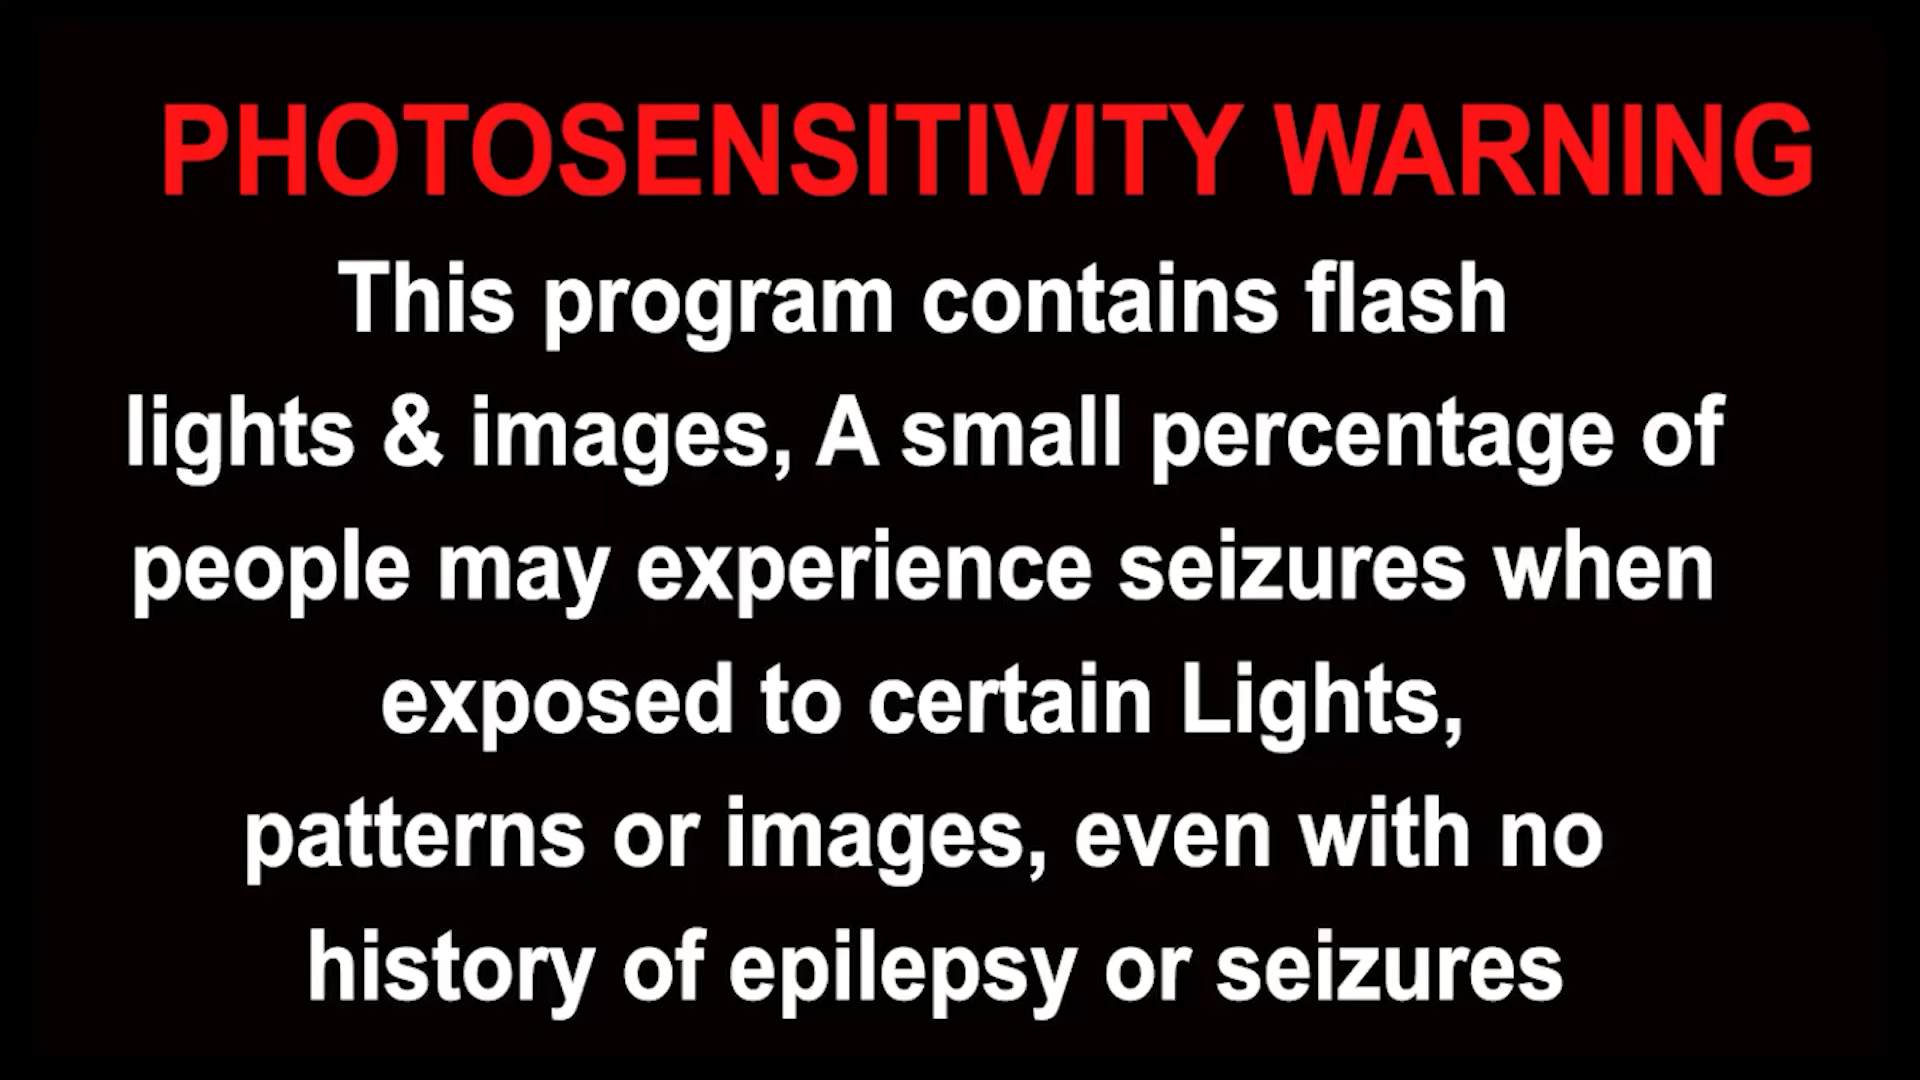 PHOTOSENSITIVITY WARNING
This program contains flash
lights & images, A small percentage of
people may experience seizures when
exposed to certain Lights,
patterns or images, even with no
history of epilepsy or seizures